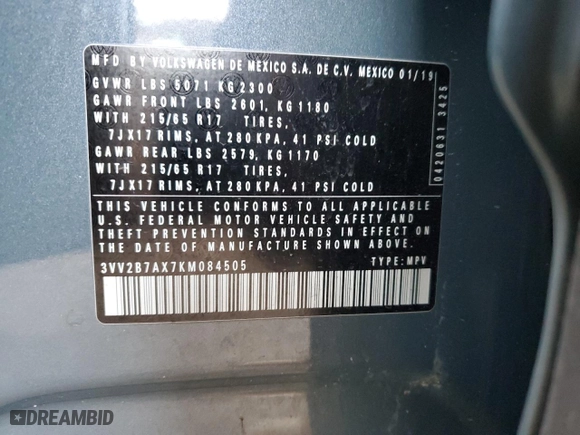 MFD BY VOLKSWAGEN DE MEXICO S.A. DE C.V. MEXICO 01/19
GVWR LBS 5071 KG 2300
GAWR FRONT LBS 2601, KG 1180
WITH 215/65 R17 TIRES,
7JX17 RIMS, AT 280 KPA, 41 PSI COLD
GAWR REAR LBS 2579, KG 1170
WITH 215/65 R17 TIRES,
7JX17 RIMS, AT 280 KPA, 41 PSI COLD
0420631 3425
THIS VEHICLE CONFORMS TO ALL APPLICABLE
U.S. FEDERAL MOTOR VEHICLE SAFETY AND
THEFT PREVENTION STANDARDS IN EFFECT ON
THE DATE OF MANUFACTURE SHOWN ABOVE.
3VV2B7AX7KM084505 TYPE: MPV
DREAMBID